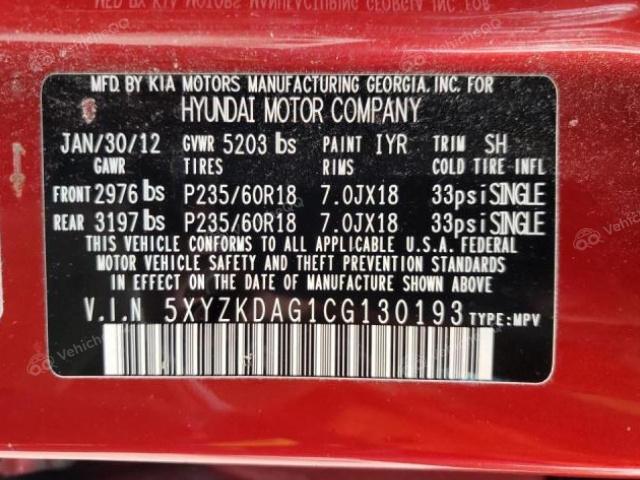 MFD. BY KIA MOTORS MANUFACTURING GEORGIA, INC. FOR
HYUNDAI MOTOR COMPANY
JAN/30/12 GVWR 5203 lbs PAINT IYR TRIM SH
GAWR TIRES RIMS COLD TIRE INFL
FRONT 2976 lbs P235/60R18 7.0JX18 33psi SINGLE
REAR 3197 lbs P235/60R18 7.0JX18 33psi SINGLE
THIS VEHICLE CONFORMS TO ALL APPLICABLE U.S.A. FEDERAL
MOTOR VEHICLE SAFETY AND THEFT PREVENTION STANDARDS
IN EFFECT ON THE DATE OF MANUFACTURE SHOWN ABOVE.
V.I.N 5XYZKDAG1CG130193 TYPE:MPV